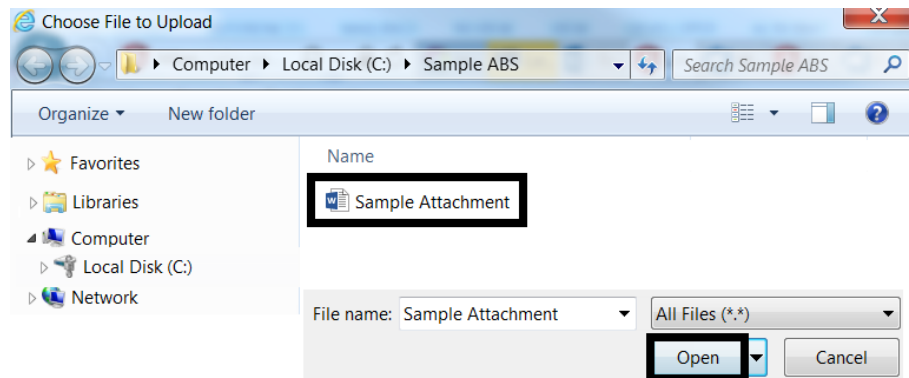 Choose File to Upload
Computer Local Disk (C:) Sample ABS Search Sample ABS
Organize New folder
Name
Favorites
Sample Attachment
Libraries
Computer
Local Disk (C:)
Network
File name: Sample Attachment All Files (*.*)
Open Cancel